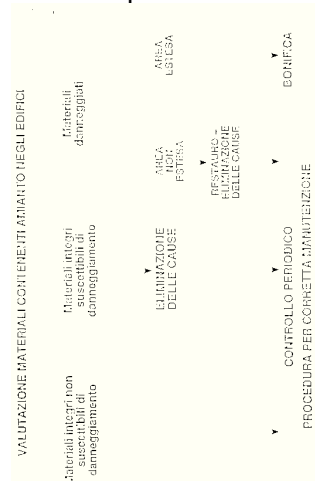 VALUTAZIONE MATERIALI CONTENENTI AMIANTO NEGLI EDIFICI
Materiali integri non
suscettibili di
danneggiamento
Materiali integri
suscettibili di
danneggiamento
Materiali
danneggiati
ELIMINAZIONE
DELLE CAUSE
AREA
NON
ESTESA
AREA
ESTESA
RESTAURO -
ELIMINAZIONE
DELLE CAUSE
CONTROLLO PERIODICO
BONIFICA
PROCEDURA PER CORRETTA MANUTENZIONE